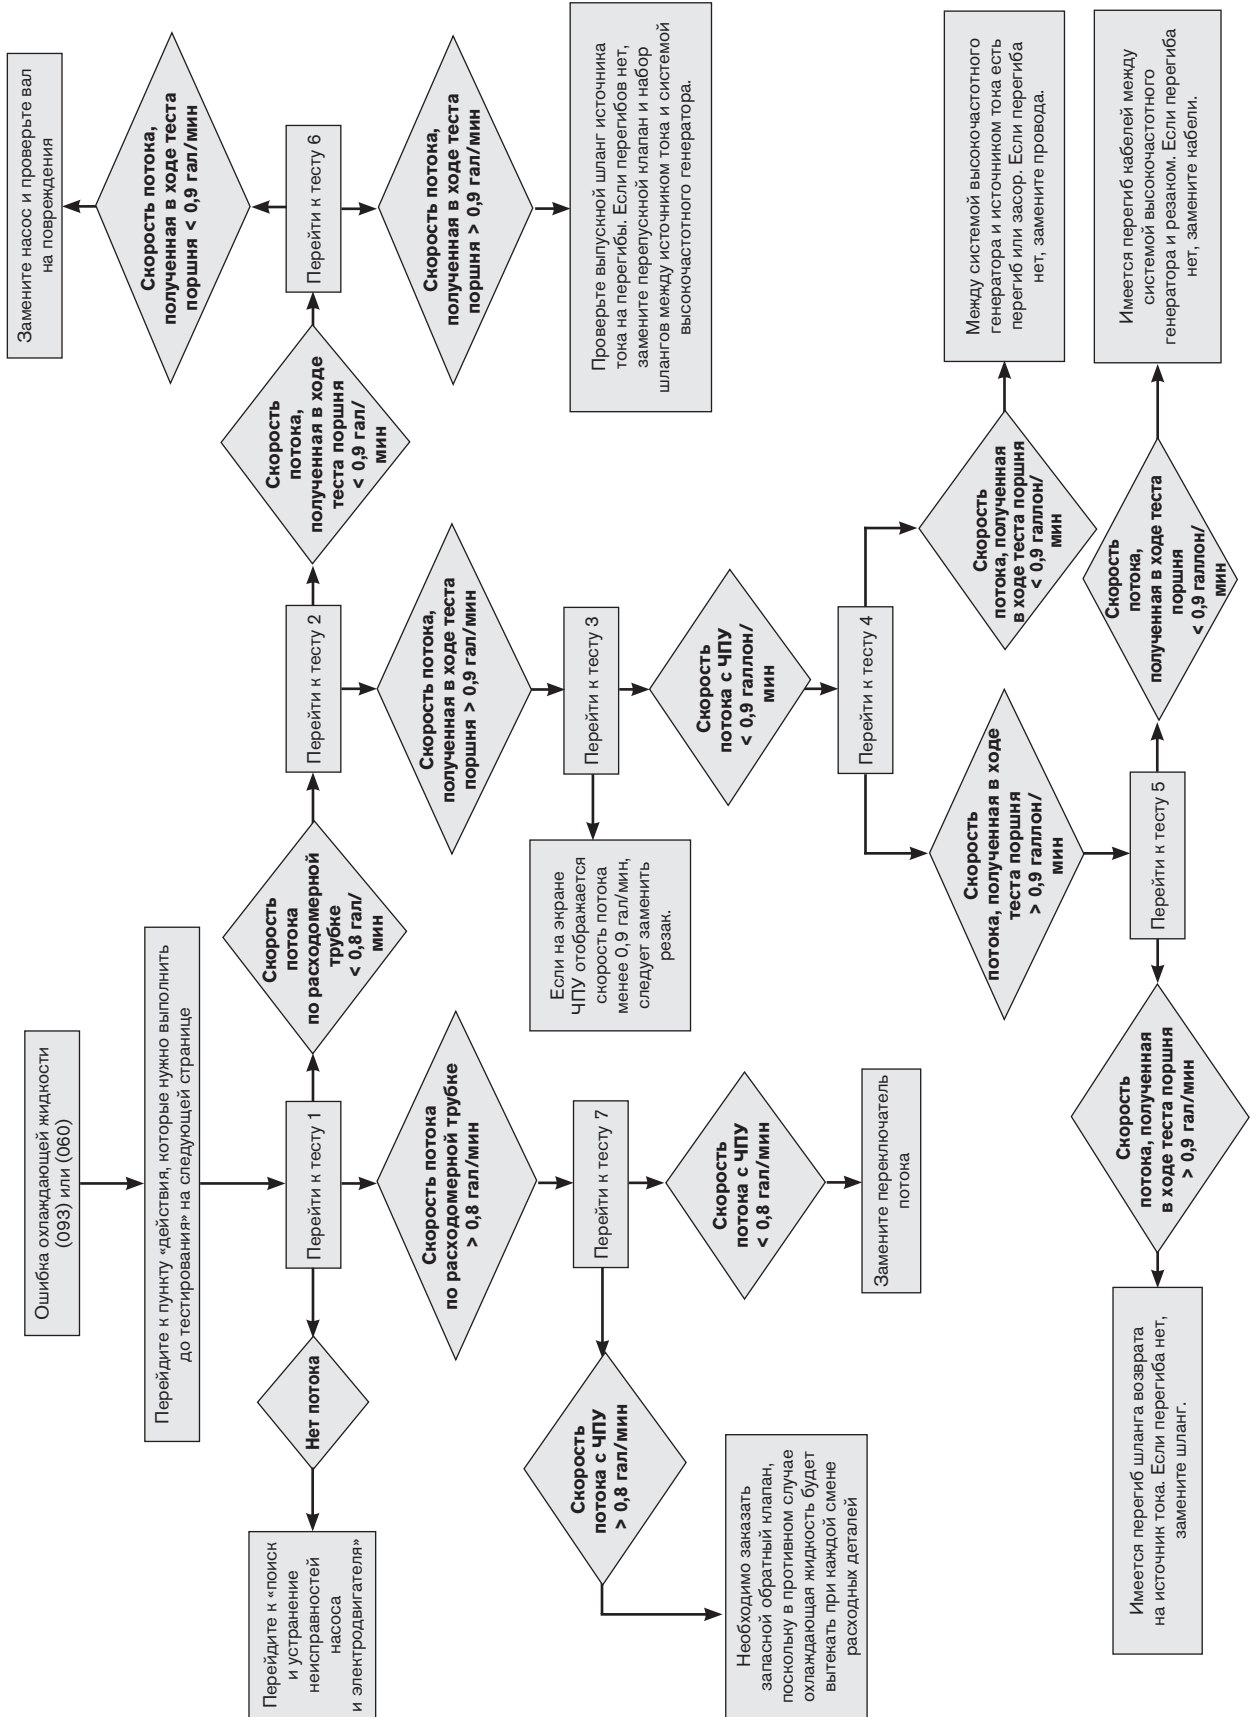 Ошибка охлаждающей жидкости
(093) или (060)
Перейдите к пункту «действия, которые нужно выполнить
до тестирования» на следующей странице
Перейдите к «поиск
и устранение
неисправностей
насоса
и электродвигателя»
Нет потока
Перейти к тесту 1
Скорость
потока
по расходомерной
трубке
< 0,8 гал/
мин
Перейти к тесту 2
Скорость
потока,
полученная в ходе
теста поршня
< 0,9 гал/
мин
Перейти к тесту 6
Скорость потока,
полученная в ходе теста
поршня < 0,9 гал/мин
Замените насос и проверьте вал
на повреждения
Скорость потока,
полученная в ходе теста
поршня > 0,9 гал/мин
Проверьте выпускной шланг источника
тока на перегибы. Если перегибов нет,
замените перепускной клапан и набор
шлангов между источником тока и системой
высокочастотного генератора.
Скорость потока
по расходомерной трубке
> 0,8 гал/мин
Перейти к тесту 7
Скорость
потока с ЧПУ
> 0,8 гал/мин
Необходимо заказать
запасной обратный клапан,
поскольку в противном случае
охлаждающая жидкость будет
вытекать при каждой смене
расходных деталей
Скорость
потока с ЧПУ
< 0,8 гал/мин
Замените переключатель
потока
Скорость потока,
полученная в ходе теста
поршня > 0,9 гал/мин
Перейти к тесту 3
Если на экране
ЧПУ отображается
скорость потока
менее 0,9 гал/мин,
следует заменить
резак.
Скорость
потока с ЧПУ
< 0,9 галлон/
мин
Перейти к тесту 4
Скорость
потока, полученная
в ходе теста поршня
< 0,9 галлон/
мин
Между системой высокочастотного
генератора и источником тока есть
перегиб или засор. Если перегиба
нет, замените провода.
Скорость
потока, полученная в ходе
теста поршня
> 0,9 галлон/
мин
Перейти к тесту 5
Скорость
потока,
полученная в ходе теста
поршня
< 0,9 галлон/
мин
Имеется перегиб кабелей между
системой высокочастотного
генератора и резаком. Если перегиба
нет, замените кабели.
Скорость
потока, полученная
в ходе теста поршня
> 0,9 гал/мин
Имеется перегиб шланга возврата
на источник тока. Если перегиба нет,
замените шланг.